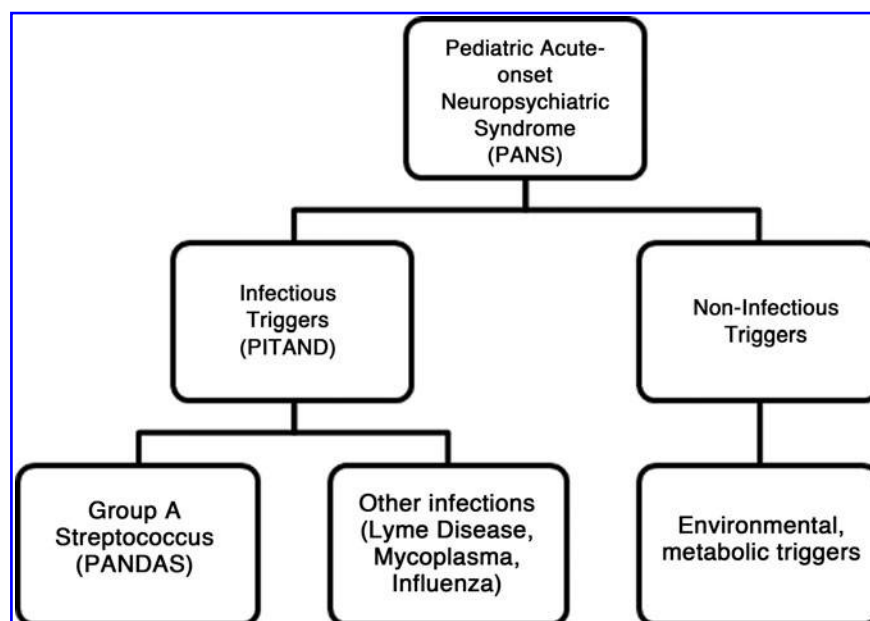 Pediatric Acute-
onset
Neuropsychiatric
Syndrome
(PANS)
Infectious
Triggers
(PITAND)
Non-Infectious
Triggers
Group A
Streptococcus
(PANDAS)
Other infections
(Lyme Disease,
Mycoplasma,
Influenza)
Environmental,
metabolic triggers